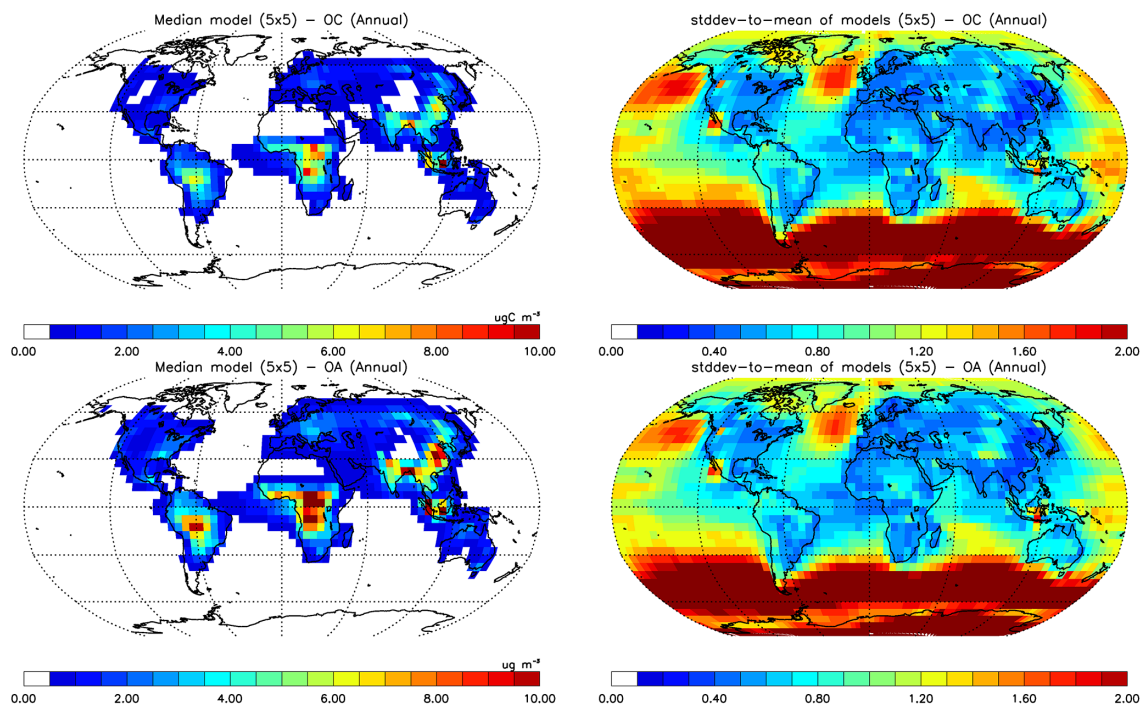 Median model (5x5) - OC (Annual)
stddev-to-mean of models (5x5) - OC (Annual)
ugC m⁻³
0.00 2.00 4.00 6.00 8.00 10.00
0.00 0.40 0.80 1.20 1.60 2.00
Median model (5x5) - OA (Annual)
stddev-to-mean of models (5x5) - OA (Annual)
ug m⁻³
0.00 2.00 4.00 6.00 8.00 10.00
0.00 0.40 0.80 1.20 1.60 2.00